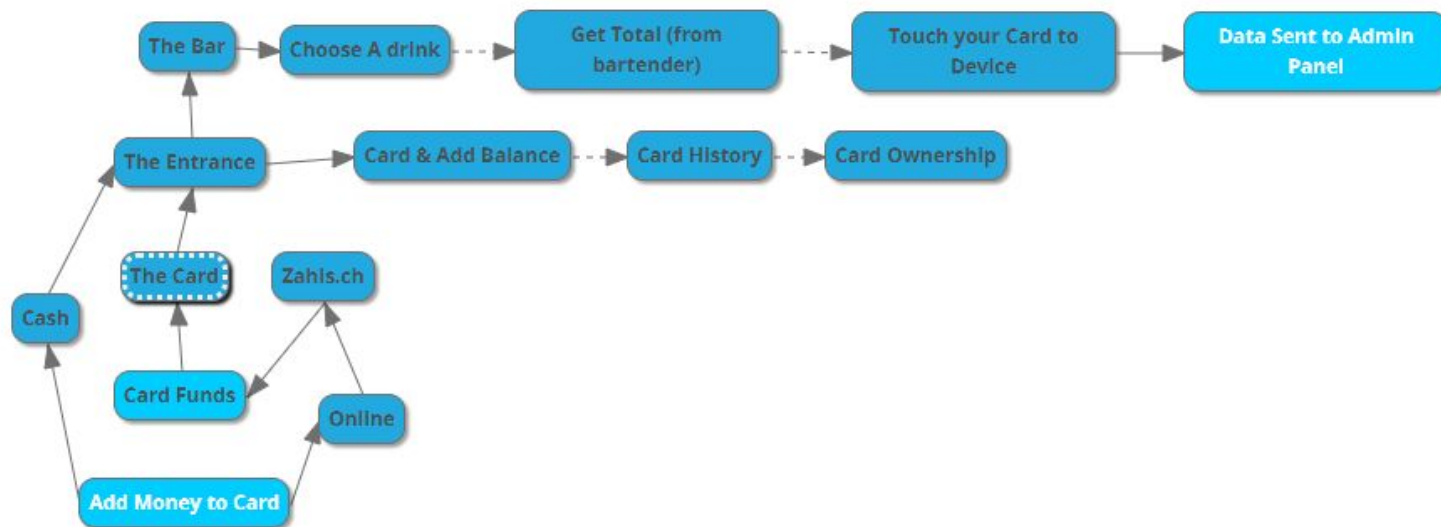 The Bar
Choose A drink
Get Total (from
bartender)
Touch your Card to
Device
Data Sent to Admin
Panel
The Entrance
Card & Add Balance
Card History
Card Ownership
The Card
Zahls.ch
Cash
Card Funds
Online
Add Money to Card